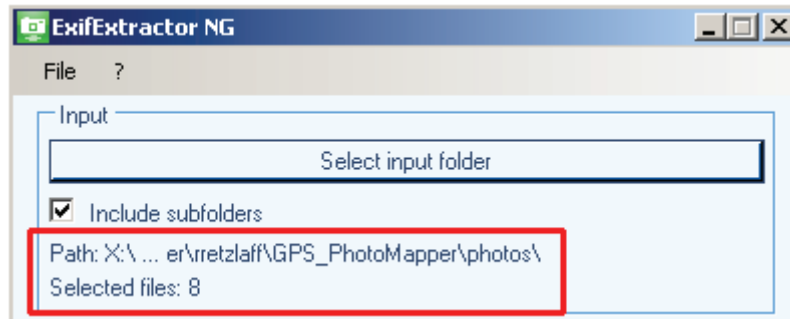 ExifExtractor NG
File ?
Input
Select input folder
Include subfolders
Path: X:\ ... er\rretzlaff\GPS_PhotoMapper\photos\
Selected files: 8